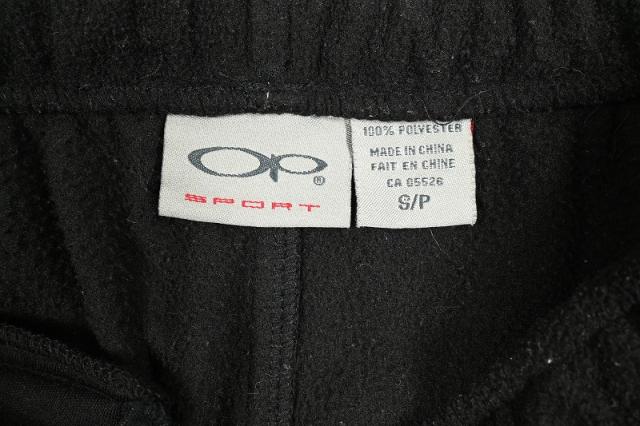 Op®
SPORT
100% POLYESTER
MADE IN CHINA
FAIT EN CHINE
CA 05526
S/P